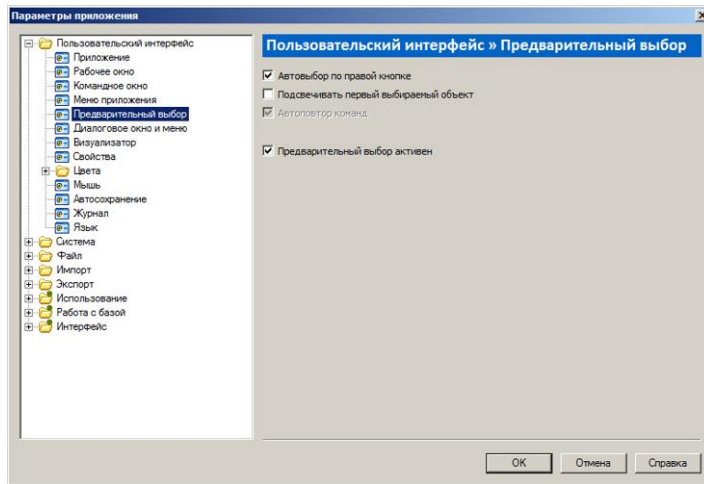 Параметры приложения
Пользовательский интерфейс
Приложение
Рабочее окно
Командное окно
Меню приложения
Предварительный выбор
Диалоговое окно и меню
Визуализатор
Свойства
Цвета
Мышь
Автосохранение
Журнал
Язык
Система
Файл
Импорт
Экспорт
Использование
Работа с базой
Интерфейс
Пользовательский интерфейс » Предварительный выбор
Автовыбор по правой кнопке
Подсвечивать первый выбираемый объект
Автоповтор команд
Предварительный выбор активен
OK
Отмена
Справка